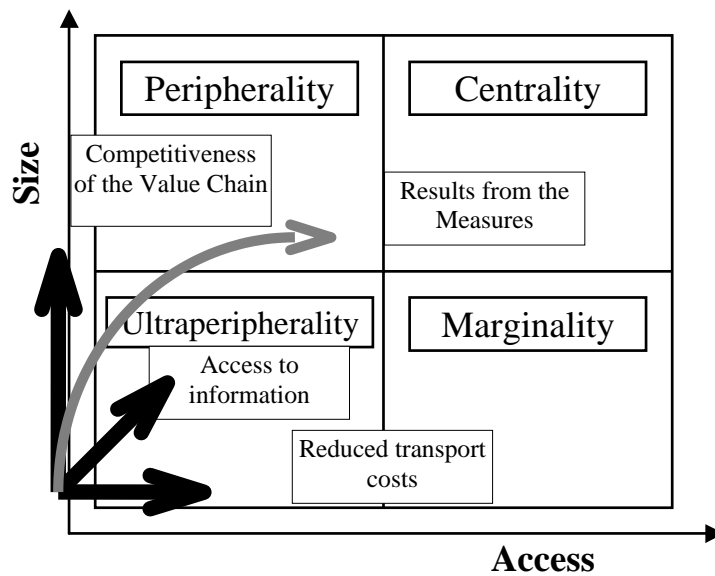 Peripherality
Centrality
Competitiveness
of the Value Chain
Size
Results from the
Measures
Ultraperipherality
Marginality
Access to
information
Reduced transport
costs
Access